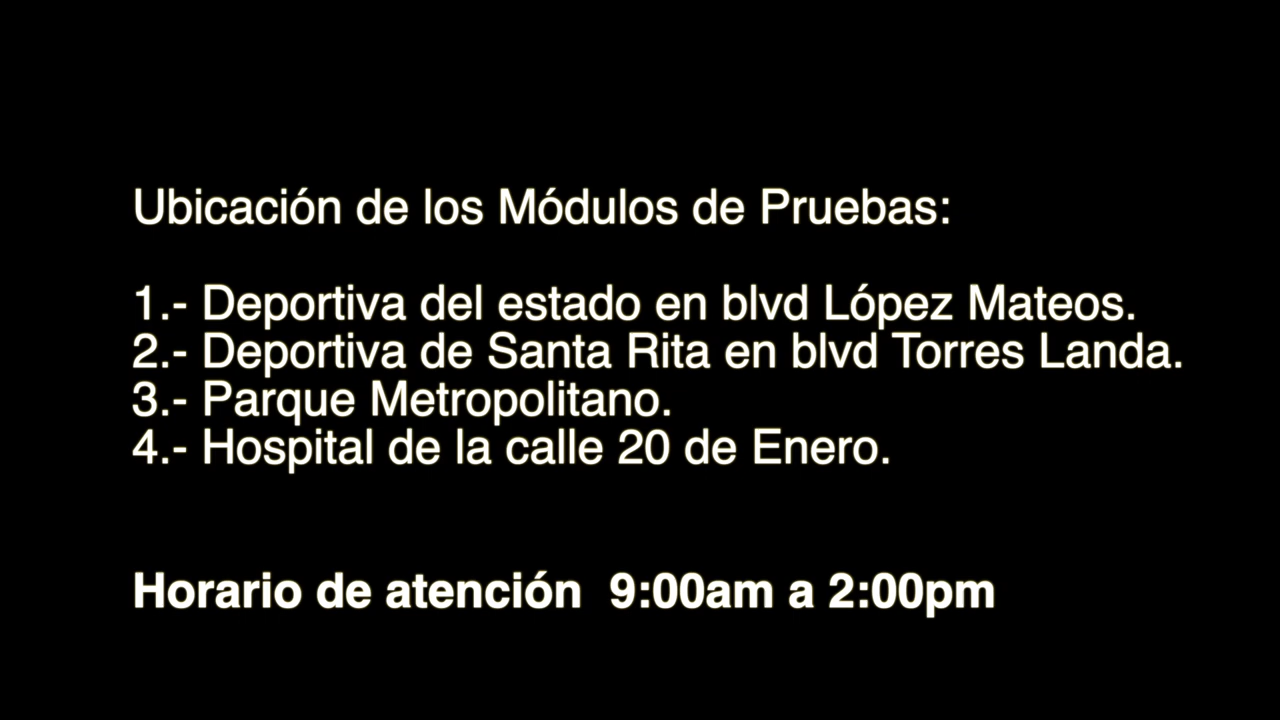 Ubicación de los Módulos de Pruebas:
1.- Deportiva del estado en blvd López Mateos.
2.- Deportiva de Santa Rita en blvd Torres Landa.
3.- Parque Metropolitano.
4.- Hospital de la calle 20 de Enero.
Horario de atención  9:00am a 2:00pm